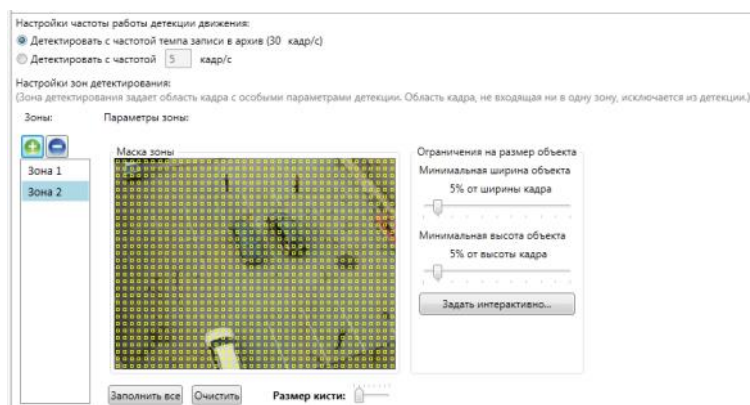 Настройки частоты работы детекции движения:
Детектировать с частотой темпа записи в архив (30 кадр/с)
Детектировать с частотой 5 кадр/с
Настройки зон детектирования:
(Зона детектирования задает область кадра с особыми параметрами детекции. Область кадра, не входящая ни в одну зону, исключается из детекции.)
Зоны: Параметры зоны:
Маска зоны Ограничения на размер объекта
Зона 1 Минимальная ширина объекта
Зона 2 5% от ширины кадра
Минимальная высота объекта
5% от высоты кадра
Задать интерактивно...
Заполнить все Очистить Размер кисти: